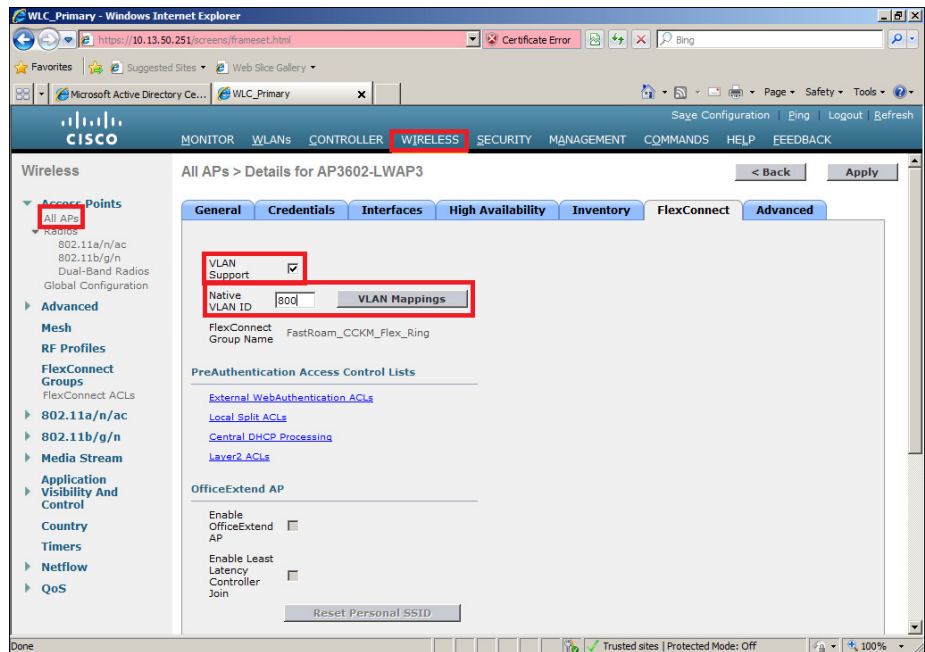 WLC_Primary - Windows Internet Explorer
https://10.13.50.251/screens/frameset.html
Certificate Error
Bing
Favorites
Suggested Sites
Web Slice Gallery
Microsoft Active Directory Ce...
WLC_Primary
Page
Safety
Tools
Save Configuration | Ping | Logout | Refresh
CISCO
MONITOR WLANs CONTROLLER WIRELESS SECURITY MANAGEMENT COMMANDS HELP FEEDBACK
Wireless
Access Points
All APs
Radios
802.11a/n/ac
802.11b/g/n
Dual-Band Radios
Global Configuration
Advanced
Mesh
RF Profiles
FlexConnect
Groups
FlexConnect ACLs
802.11a/n/ac
802.11b/g/n
Media Stream
Application
Visibility And
Control
Country
Timers
Netflow
QoS
All APs > Details for AP3602-LWAP3
< Back
Apply
General Credentials Interfaces High Availability Inventory FlexConnect Advanced
VLAN
Support
Native
VLAN ID
800
VLAN Mappings
FlexConnect
Group Name
FastRoam_CCKM_Flex_Ring
PreAuthentication Access Control Lists
External WebAuthentication ACLs
Local Split ACLs
Central DHCP Processing
Layer2 ACLs
OfficeExtend AP
Enable
OfficeExtend
AP
Enable Least
Latency
Controller
Join
Reset Personal SSID
Done
Trusted sites | Protected Mode: Off
100%